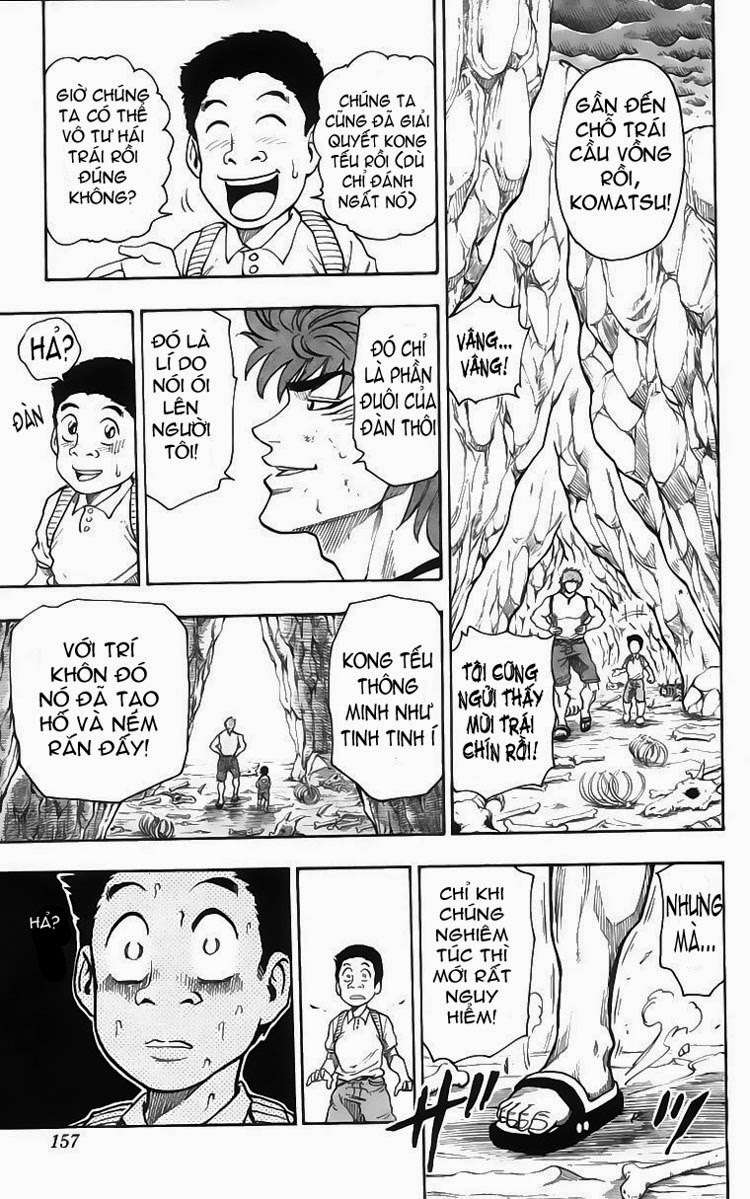 GẦN ĐẾN
CHỖ TRÁI
CẦU VỒNG
RỒI,
KOMATSU!
VÂNG...
VÂNG!
TÔI CŨNG
NGỬI THẤY
MÙI TRÁI
CHÍN RỒI!
CHÚNG TA
CŨNG ĐÃ GIẢI
QUYẾT KONG
TẾU RỒI (DÙ
CHỈ ĐÁNH
NGẤT NÓ)
GIỜ CHÚNG
TA CÓ THỂ
VÔ TƯ HÁI
TRÁI RỒI
ĐÚNG
KHÔNG?
ĐÓ CHỈ
LÀ PHẦN
ĐUÔI CỦA
ĐÀN THÔI
ĐÓ LÀ
LÍ DO
NÓI ÓI
LÊN
NGƯỜI
TÔI!
HẢ?
ĐÀN
KONG TẾU
THÔNG
MINH NHƯ
TINH TINH Í
VỚI TRÍ
KHÔN ĐÓ
NÓ ĐÃ TAO
HỐ VÀ NÉM
RẮN ĐẤY!
NHƯNG
MÀ...
CHỈ KHI
CHÚNG
NGHIÊM
TÚC THÌ
MỚI RẤT
NGUY
HIỂM!
ザッ
HẢ?
157